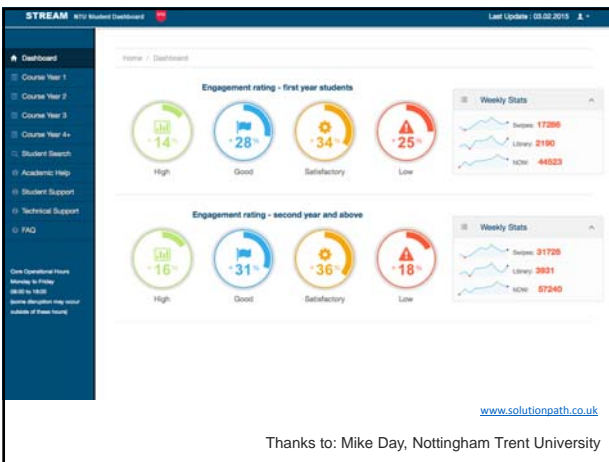 STREAM NTU Student Dashboard
Last Update : 03.02.2015
Dashboard
Course Year 1
Course Year 2
Course Year 3
Course Year 4+
Student Search
Academic Help
Student Support
Technical Support
FAQ
Core Operational Hours
Monday to Friday
08:00 to 18:00
(some disruption may occur
outside of these hours)
Home / Dashboard
Engagement rating - first year students
14%
28%
34%
25%
High
Good
Satisfactory
Low
Weekly Stats
Swipes: 17286
Library: 2190
NOW: 44523
Engagement rating - second year and above
16%
31%
36%
18%
High
Good
Satisfactory
Low
Weekly Stats
Swipes: 31726
Library: 3931
NOW: 57240
www.solutionpath.co.uk
Thanks to: Mike Day, Nottingham Trent University